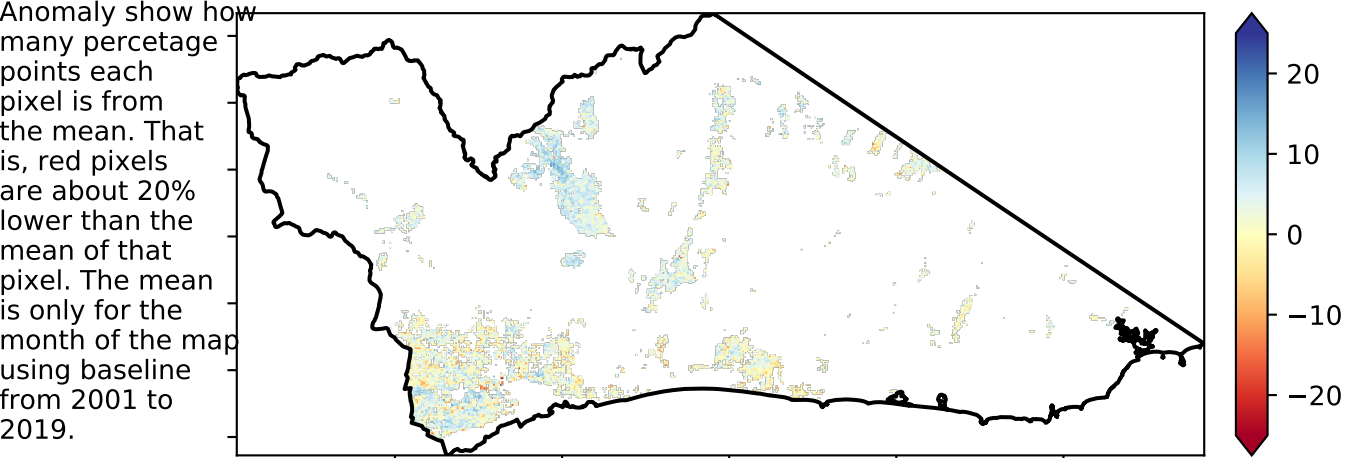 Anomaly show how
many percetage
points each
pixel is from
the mean. That
is, red pixels
are about 20%
lower than the
mean of that
pixel. The mean
is only for the
month of the map
using baseline
from 2001 to
2019.
20
10
0
−10
−20